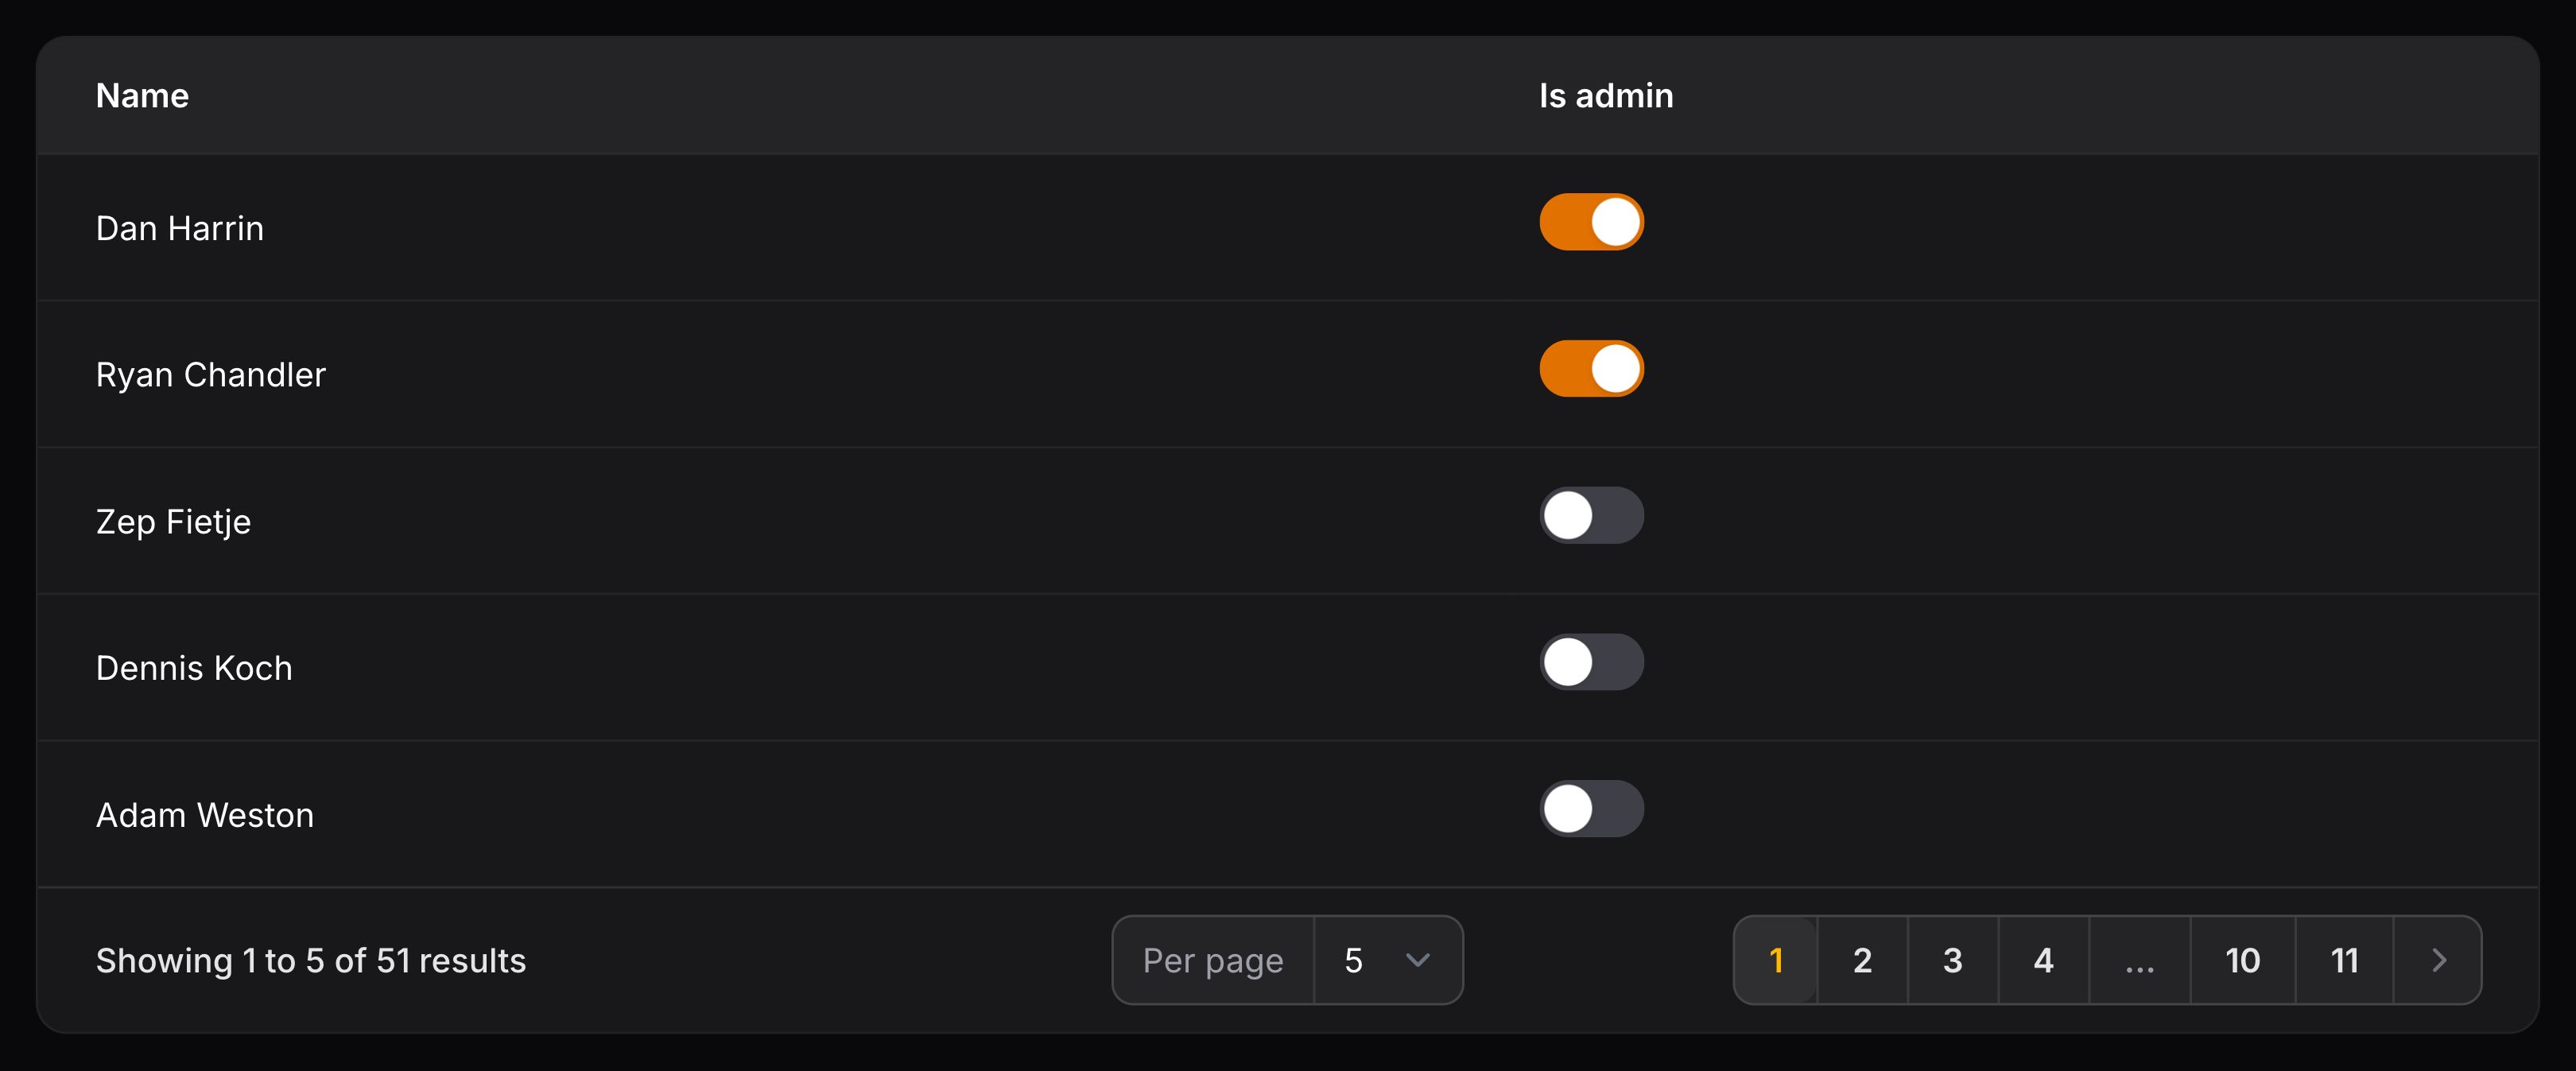 Name Is admin
Dan Harrin
Ryan Chandler
Zep Fietje
Dennis Koch
Adam Weston
Showing 1 to 5 of 51 results Per page 5 1 2 3 4 ... 10 11